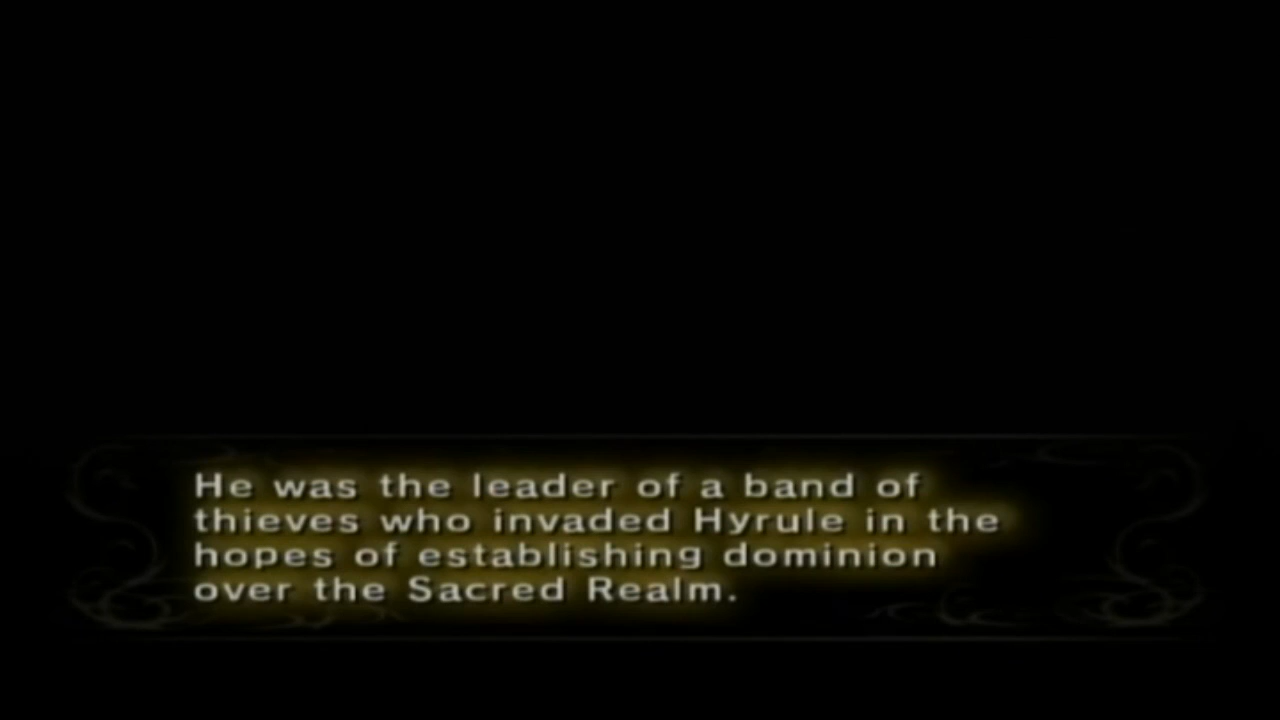 He was the leader of a band of
thieves who invaded Hyrule in the
hopes of establishing dominion
over the Sacred Realm.